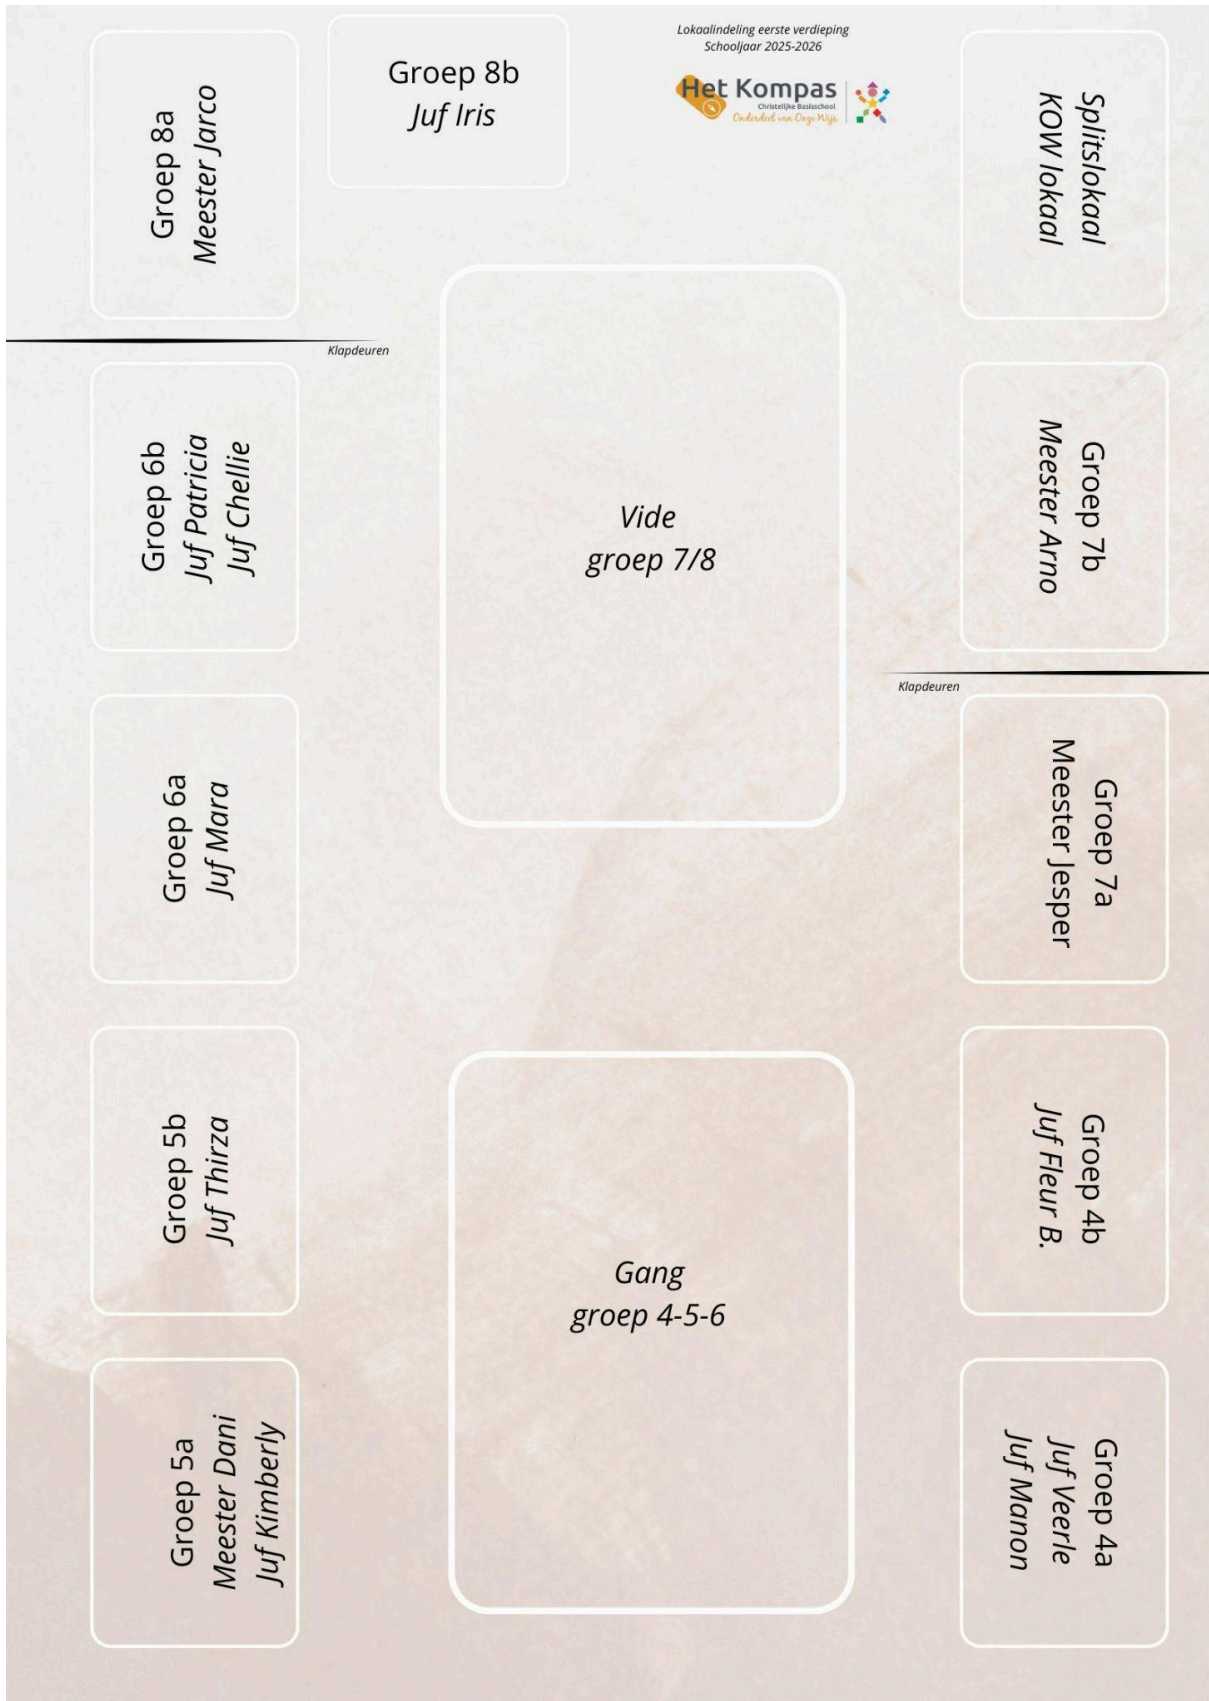 Lokaalindeling eerste verdieping
Schooljaar 2025-2026
Het Kompas
Christelijke Basisschool
Onderdeel van Onze Wijs
Groep 8a
Meester Jarco
Groep 8b
Juf Iris
Splitslokaal
KOW lokaal
Klapdeuren
Groep 6b
Juf Patricia
Juf Chellie
Vide
groep 7/8
Groep 7b
Meester Arno
Klapdeuren
Groep 6a
Juf Mara
Groep 7a
Meester Jesper
Groep 5b
Juf Thirza
Groep 4b
Juf Fleur B.
Gang
groep 4-5-6
Groep 5a
Meester Dani
Juf Kimberly
Groep 4a
Juf Veerle
Juf Manon